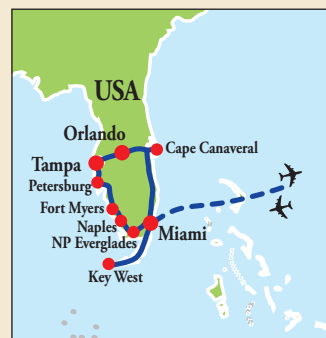 USA
Orlando
Cape Canaveral
Tampa
Petersburg
Fort Myers
Naples
NP Everglades
Miami
Key West